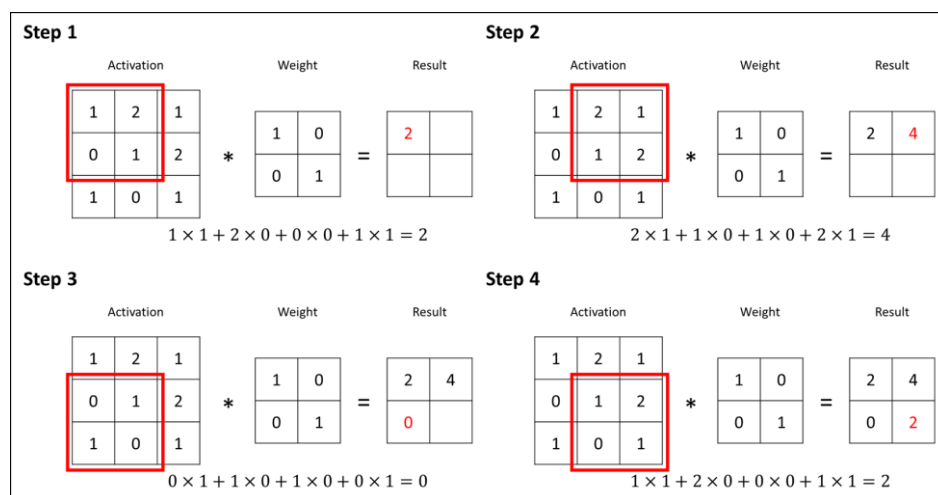 Step 1
Activation Weight Result
1 2 1
0 1 2
1 0 1
*
1 0
0 1
=
2
1 × 1 + 2 × 0 + 0 × 0 + 1 × 1 = 2
Step 2
Activation Weight Result
1 2 1
0 1 2
1 0 1
*
1 0
0 1
=
2 4
2 × 1 + 1 × 0 + 1 × 0 + 2 × 1 = 4
Step 3
Activation Weight Result
1 2 1
0 1 2
1 0 1
*
1 0
0 1
=
2 4
0
0 × 1 + 1 × 0 + 1 × 0 + 0 × 1 = 0
Step 4
Activation Weight Result
1 2 1
0 1 2
1 0 1
*
1 0
0 1
=
2 4
0 2
1 × 1 + 2 × 0 + 0 × 0 + 1 × 1 = 2